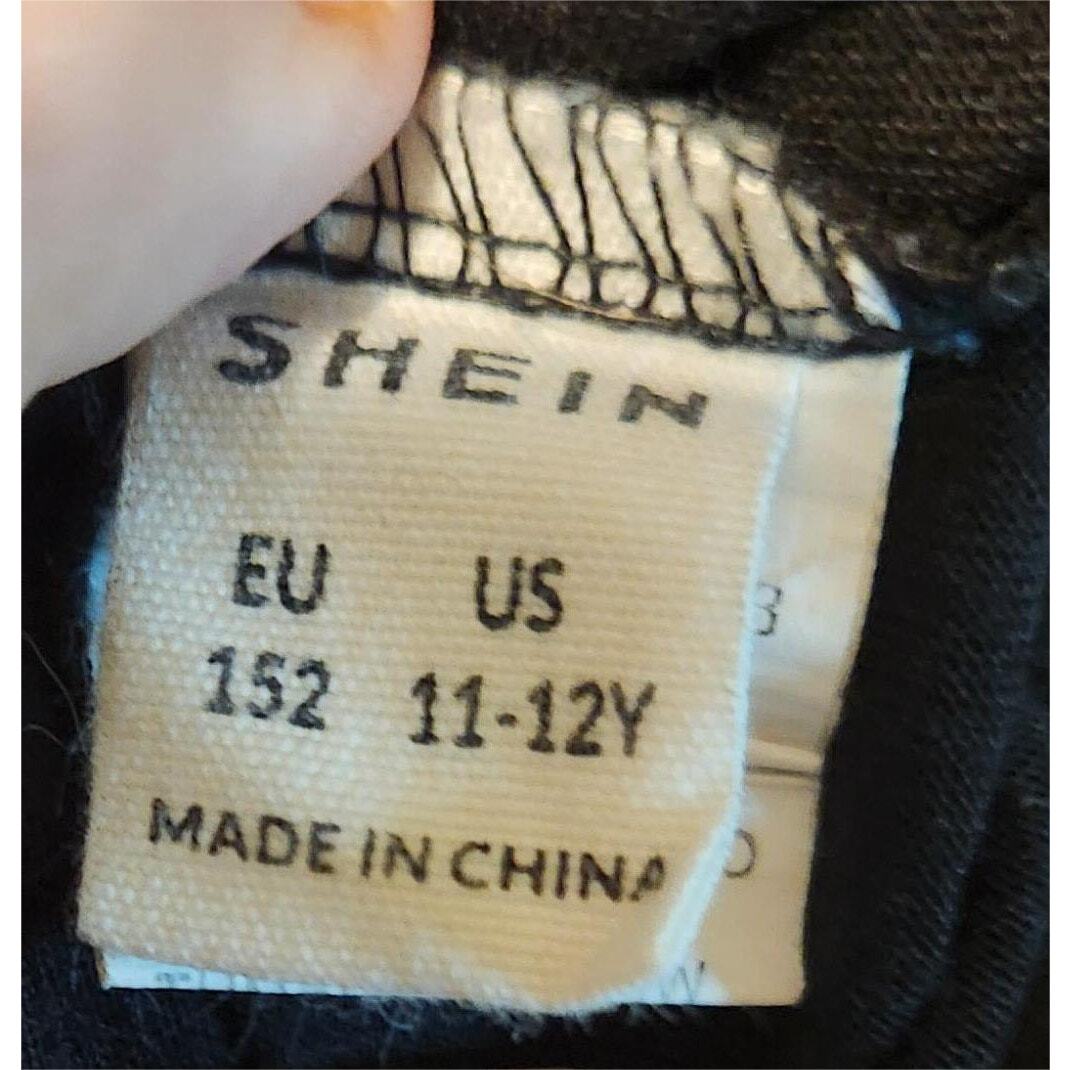 SHEIN
EU US
152 11-12Y
MADE IN CHINA